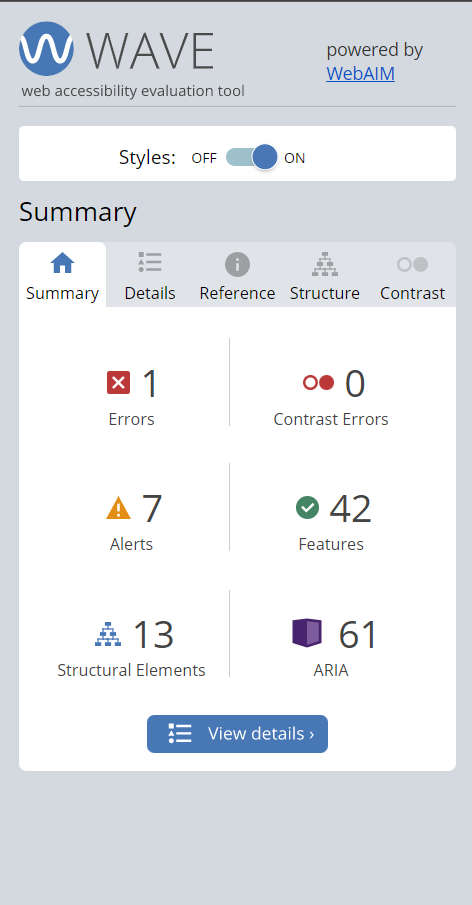 WAVE
web accessibility evaluation tool
powered by
WebAIM
Styles: OFF ON
Summary
Summary Details Reference Structure Contrast
1
Errors
0
Contrast Errors
7
Alerts
42
Features
13
Structural Elements
61
ARIA
View details ›